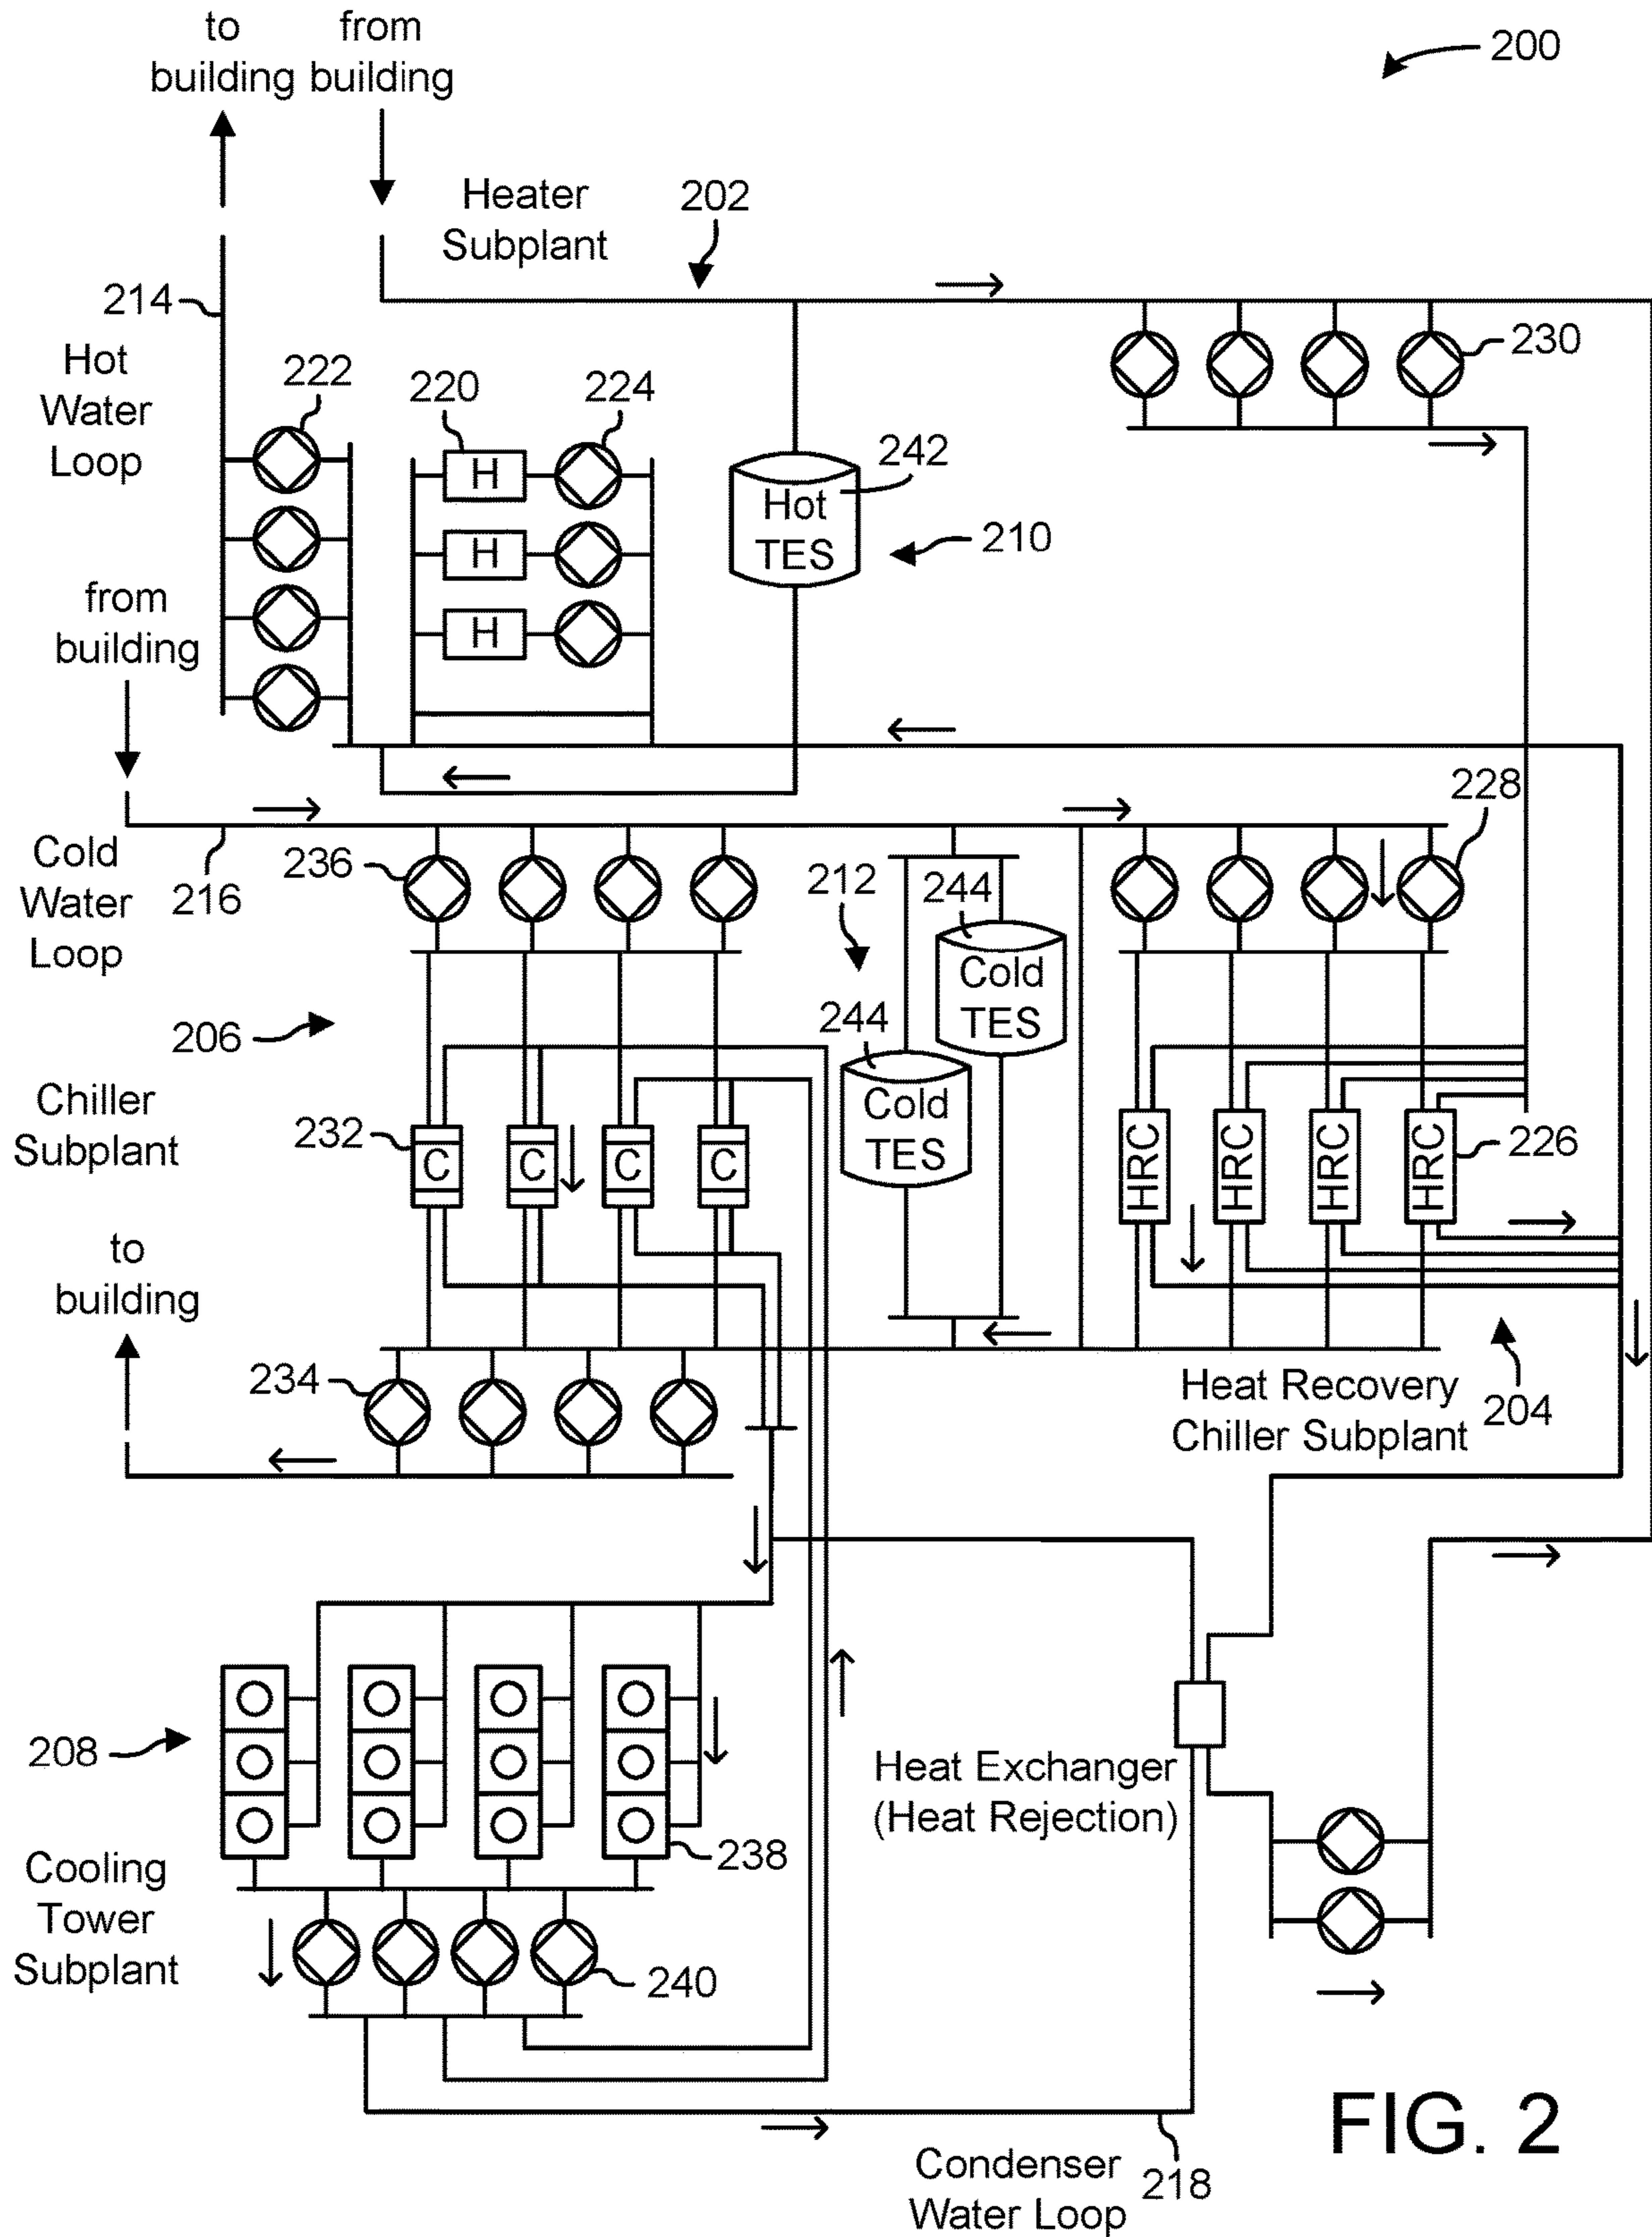 to
building
from
building
200
Heater
Subplant
202
214
Hot
Water
Loop
222
220
224
230
H
H
H
Hot
TES
242
210
from
building
228
Cold
Water
Loop
216
236
212
244
Cold
TES
244
Cold
TES
206
Chiller
Subplant
232
C
C
C
C
HRC
HRC
HRC
HRC
226
to
building
234
Heat Recovery
Chiller Subplant
204
208
Heat Exchanger
(Heat Rejection)
238
Cooling
Tower
Subplant
240
Condenser
Water Loop
218
FIG. 2